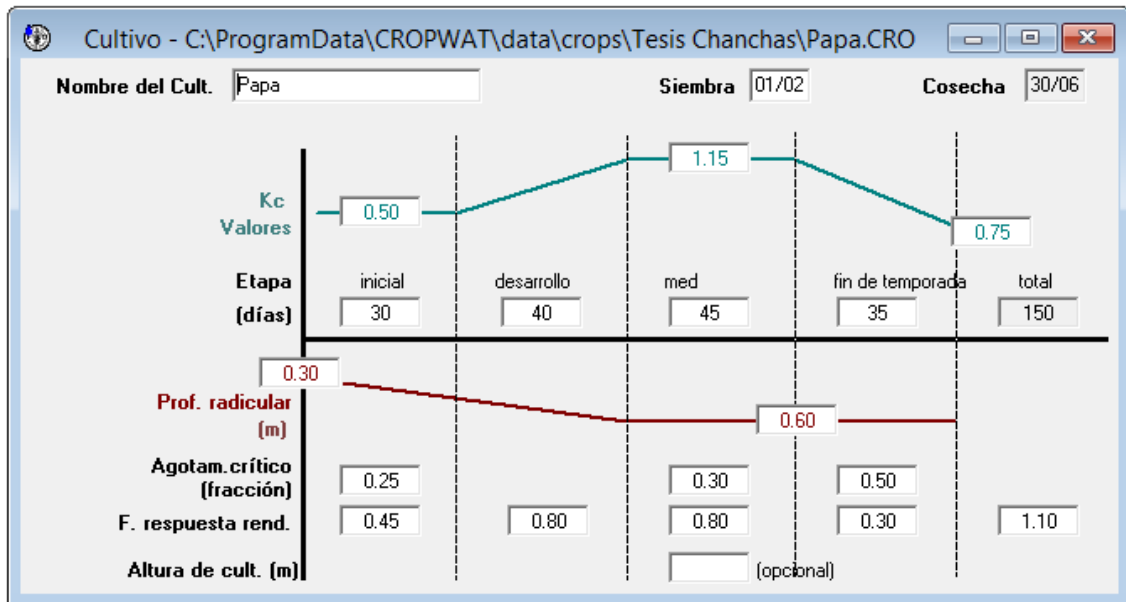 Cultivo - C:\ProgramData\CROPWAT\data\crops\Tesis Chanchas\Papa.CRO
Nombre del Cult. Papa Siembra 01/02 Cosecha 30/06
1.15
Kc 0.50
Valores 0.75
Etapa inicial desarrollo med fin de temporada total
(días) 30 40 45 35 150
0.30
Prof. radicular 0.60
(m)
Agotam.crítico
(fracción) 0.25 0.30 0.50
F. respuesta rend. 0.45 0.80 0.80 0.30 1.10
Altura de cult. (m) (opcional)